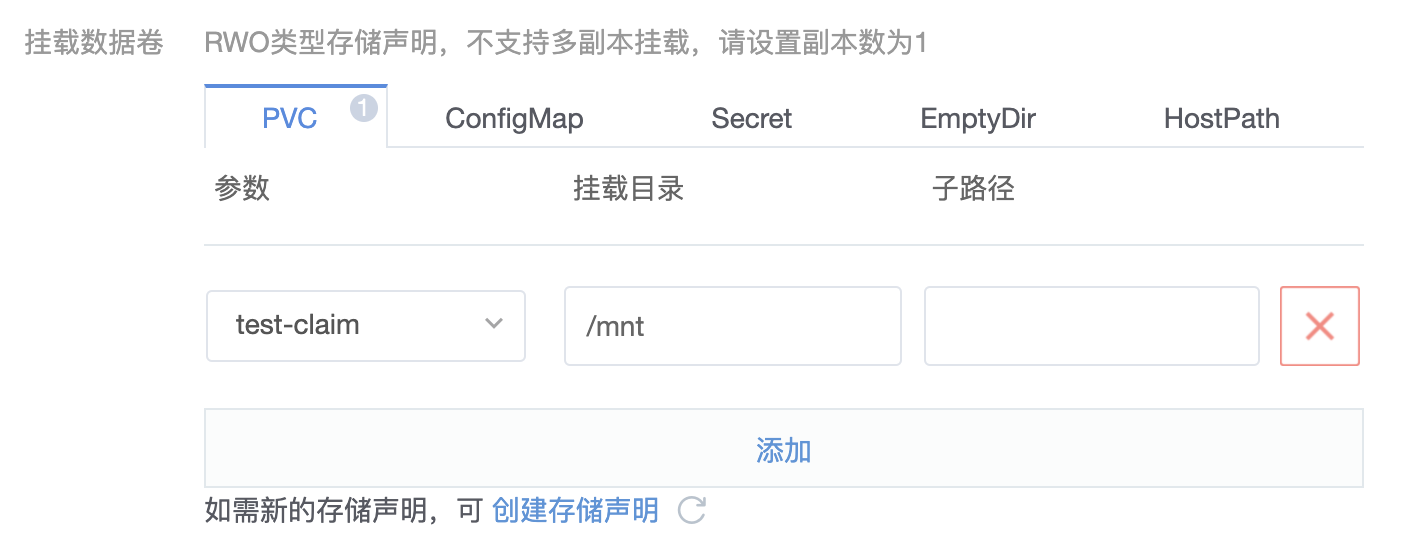 挂载数据卷 RWO类型存储声明，不支持多副本挂载，请设置副本数为1
PVC 1 ConfigMap Secret EmptyDir HostPath
参数 挂载目录 子路径
test-claim /mnt
添加
如需新的存储声明，可 创建存储声明